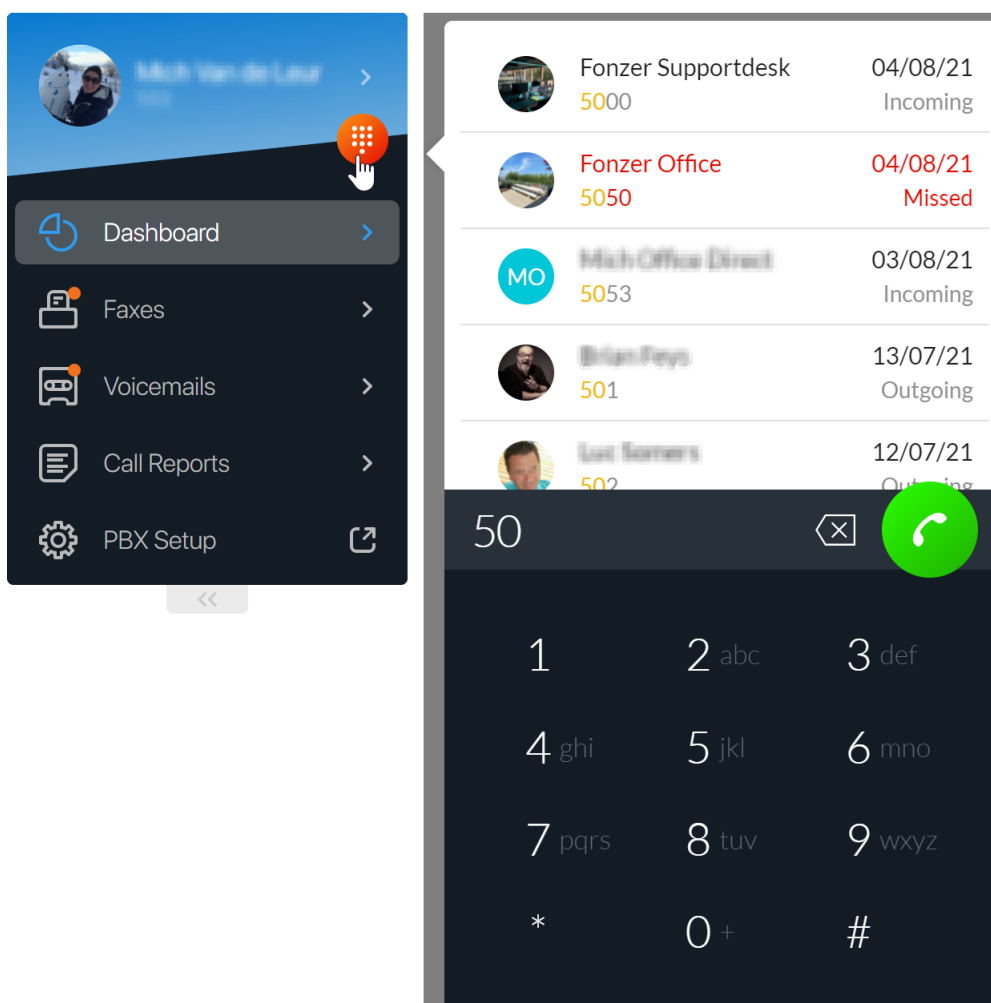 Dashboard
Faxes
Voicemails
Call Reports
PBX Setup
Fonzer Supportdesk 04/08/21
5000 Incoming
Fonzer Office 04/08/21
5050 Missed
MO 03/08/21
5053 Incoming
13/07/21
501 Outgoing
12/07/21
502 Outgoing
50
1
2 abc
3 def
4 ghi
5 jkl
6 mno
7 pqrs
8 tuv
9 wxyz
*
0 +
#